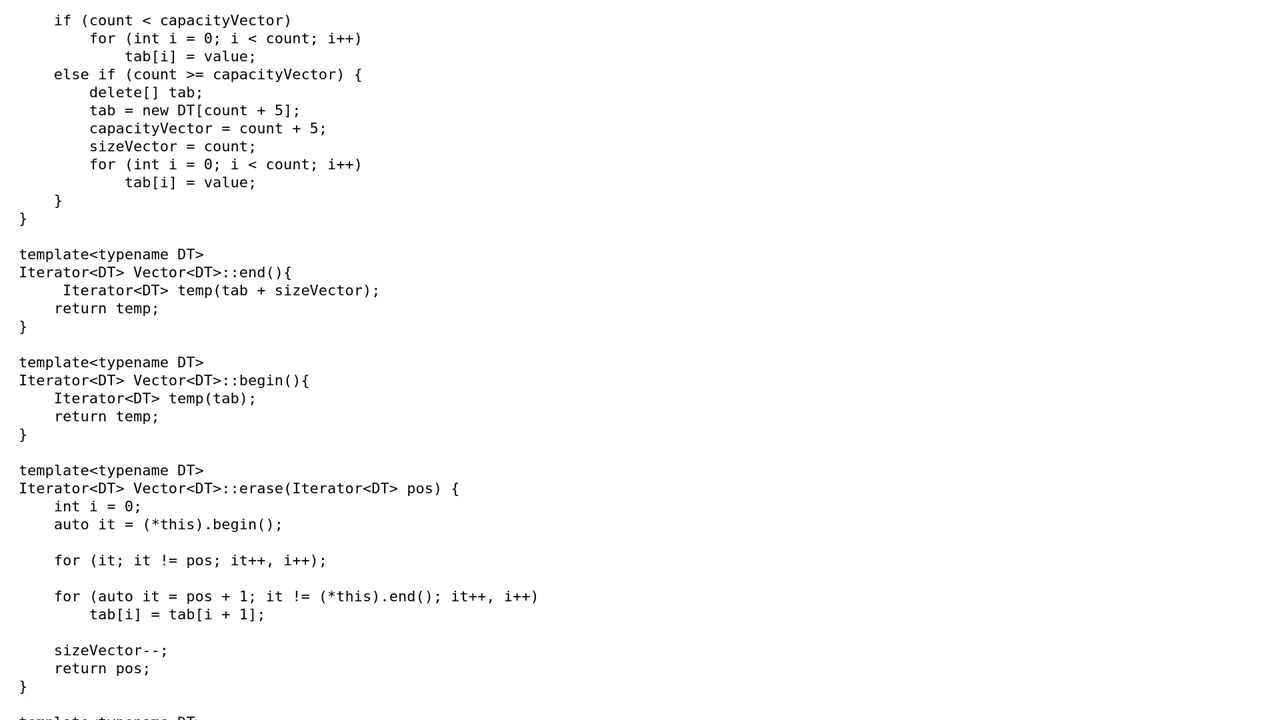 if (count < capacityVector)
        for (int i = 0; i < count; i++)
            tab[i] = value;
    else if (count >= capacityVector) {
        delete[] tab;
        tab = new DT[count + 5];
        capacityVector = count + 5;
        sizeVector = count;
        for (int i = 0; i < count; i++)
            tab[i] = value;
    }
}

template<typename DT>
Iterator<DT> Vector<DT>::end(){
     Iterator<DT> temp(tab + sizeVector);
    return temp;
}

template<typename DT>
Iterator<DT> Vector<DT>::begin(){
    Iterator<DT> temp(tab);
    return temp;
}

template<typename DT>
Iterator<DT> Vector<DT>::erase(Iterator<DT> pos) {
    int i = 0;
    auto it = (*this).begin();

    for (it; it != pos; it++, i++);

    for (auto it = pos + 1; it != (*this).end(); it++, i++)
        tab[i] = tab[i + 1];

    sizeVector--;
    return pos;
}

template<typename DT>